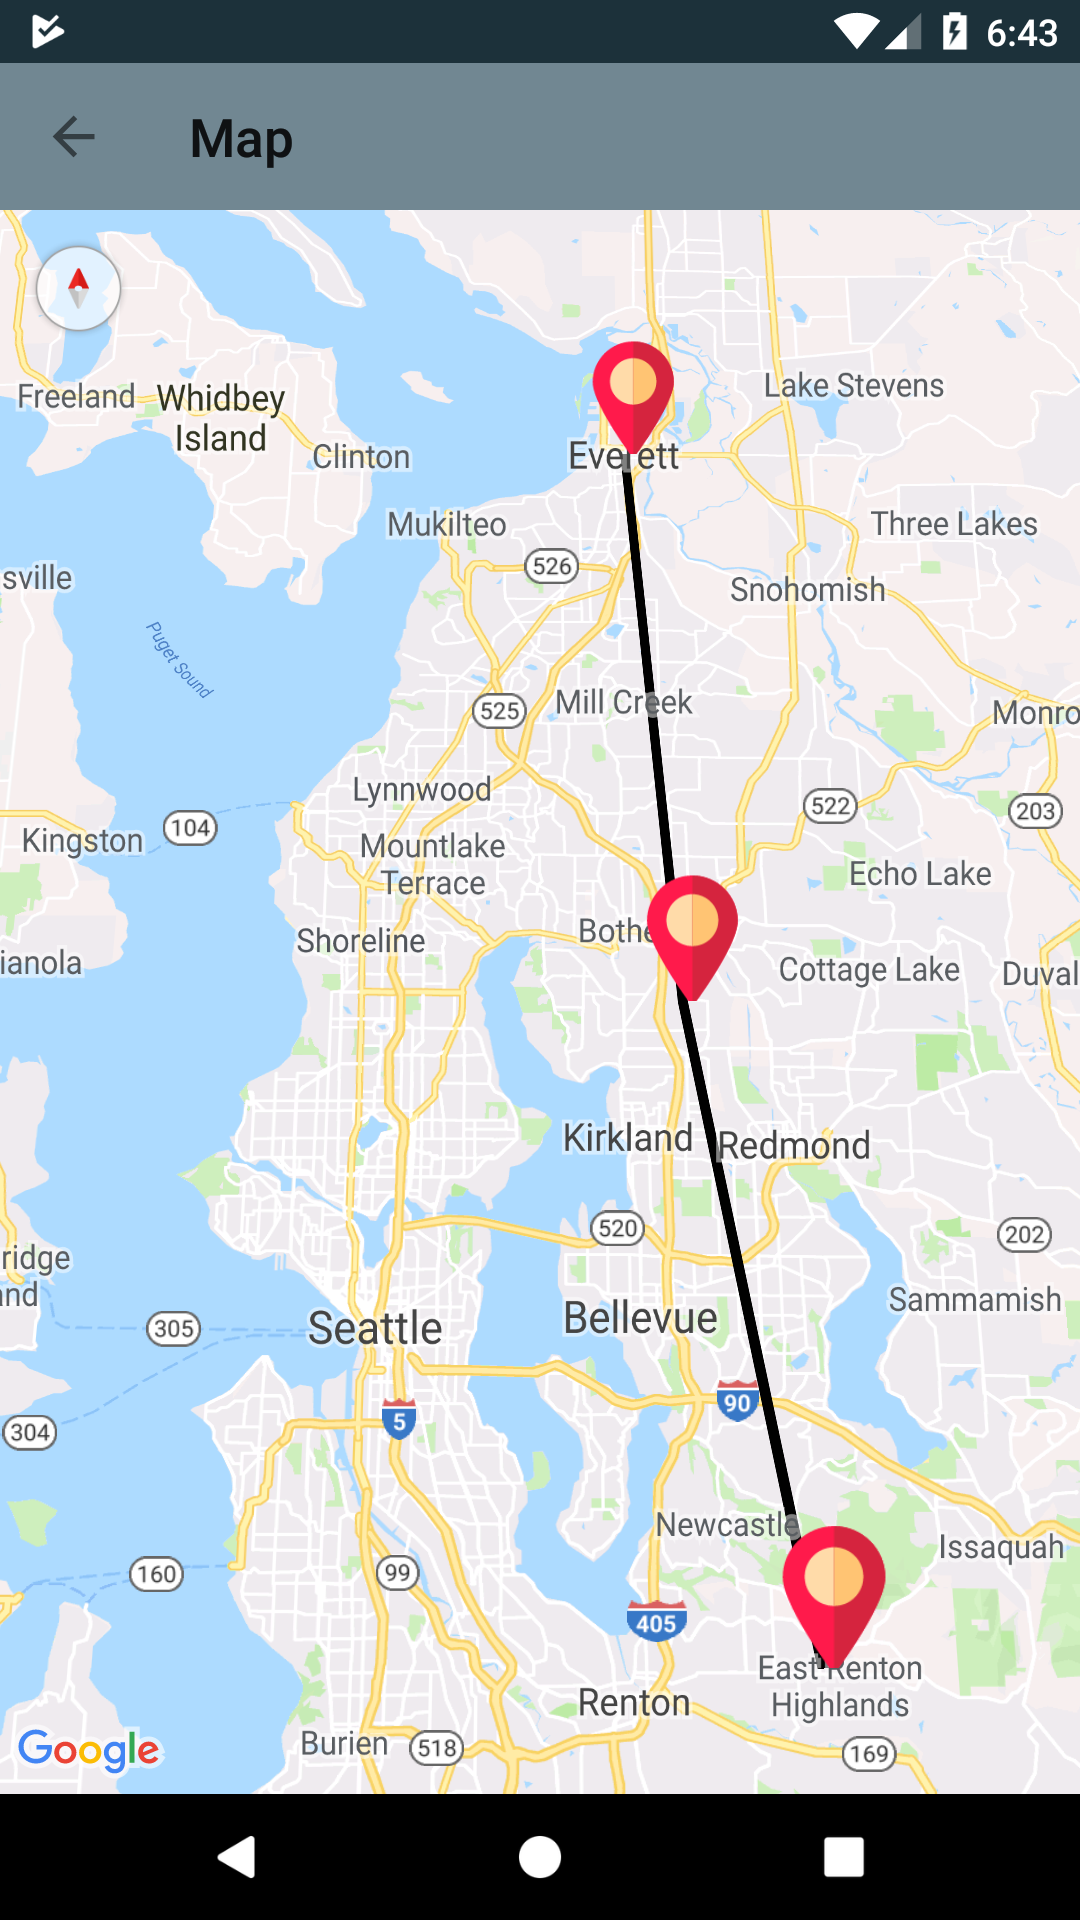 6:43
Map
Freeland
Whidbey
Island
Clinton
Lake Stevens
Everett
Mukilteo
Three Lakes
526
sville
Snohomish
Puget Sound
525
Mill Creek
Monro
Lynnwood
522
203
104
Kingston
Mountlake
Terrace
Echo Lake
Shoreline
Bothe
ianola
Cottage Lake
Duval
Kirkland
Redmond
520
202
ridge
nd
Sammamish
305
Seattle
Bellevue
90
5
304
Newcastle
Issaquah
160
99
405
East Renton
Highlands
Renton
Google
Burien
518
169